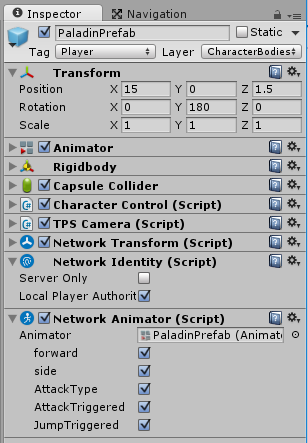 Inspector Navigation
PaladinPrefab Static
Tag Player Layer CharacterBodies
Transform
Position X 15 Y 0 Z 1.5
Rotation X 0 Y 180 Z 0
Scale X 1 Y 1 Z 1
Animator
Rigidbody
Capsule Collider
Character Control (Script)
TPS Camera (Script)
Network Transform (Script)
Network Identity (Script)
Server Only
Local Player Authorit
Network Animator (Script)
Animator PaladinPrefab (Animat
forward
side
AttackType
AttackTriggered
JumpTriggered